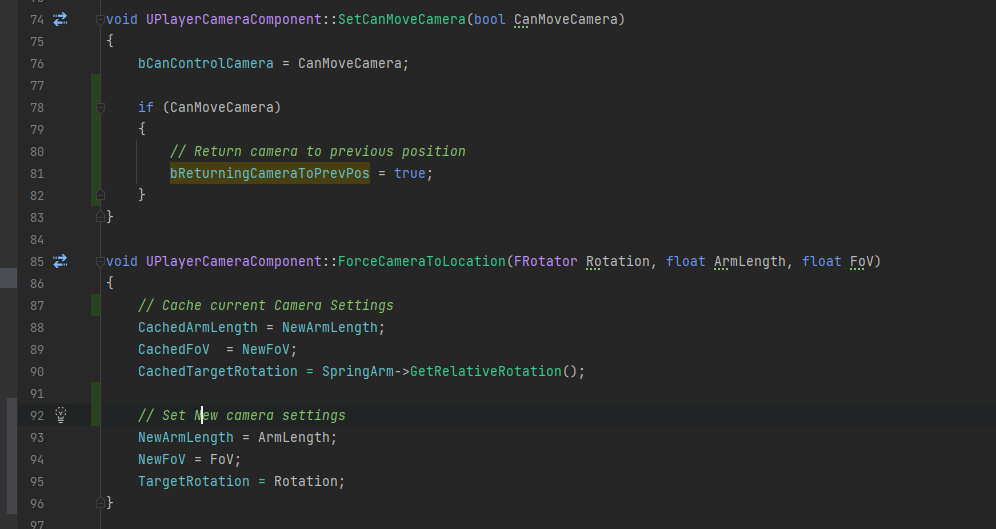 74 void UPlayerCameraComponent::SetCanMoveCamera(bool CanMoveCamera)
75 {
76 bCanControlCamera = CanMoveCamera;
77
78 if (CanMoveCamera)
79 {
80 // Return camera to previous position
81 bReturningCameraToPrevPos = true;
82 }
83 }
84
85 void UPlayerCameraComponent::ForceCameraToLocation(FRotator Rotation, float ArmLength, float FoV)
86 {
87 // Cache current Camera Settings
88 CachedArmLength = NewArmLength;
89 CachedFoV  = NewFoV;
90 CachedTargetRotation = SpringArm->GetRelativeRotation();
91
92 // Set New camera settings
93 NewArmLength = ArmLength;
94 NewFoV = FoV;
95 TargetRotation = Rotation;
96 }
97